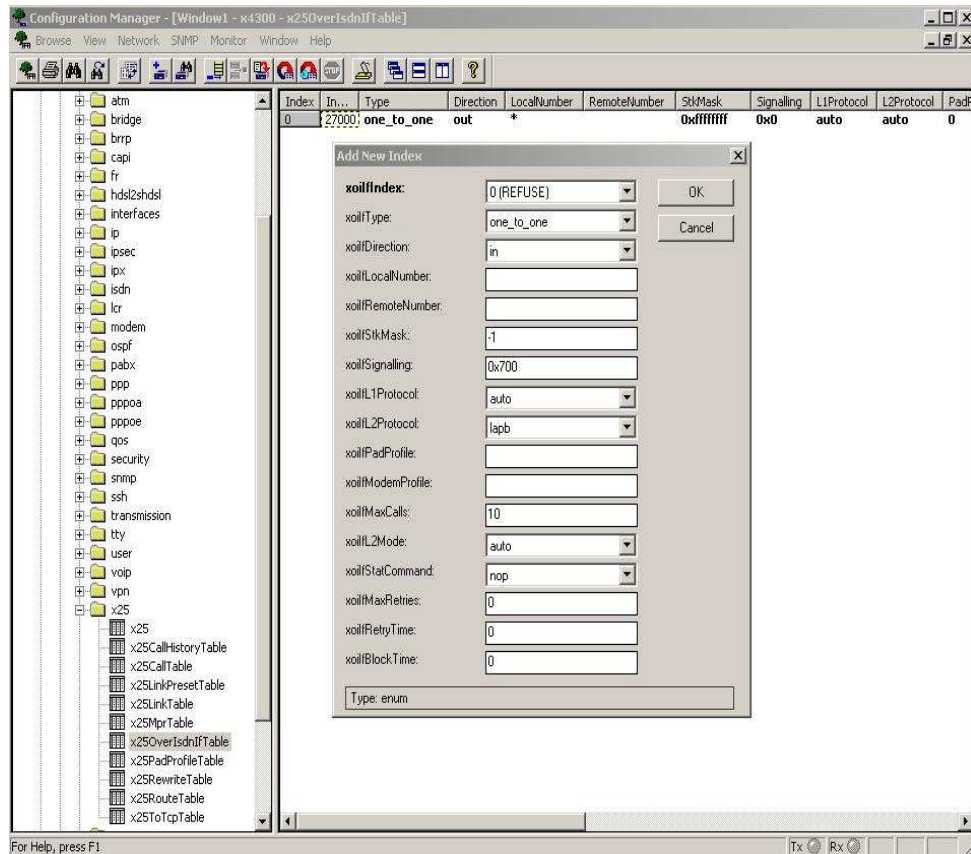 Configuration Manager - [Window1 - x4300 - x25OverIsdnIfTable]
Browse View Network SNMP Monitor Window Help
STOP
atm
bridge
brrp
capi
fr
hdsl2shdsl
interfaces
ip
ipsec
ipx
isdn
lcr
modem
ospf
pabx
ppp
pppoa
pppoe
qos
security
snmp
ssh
transmission
tty
user
voip
vpn
x25
x25
x25CallHistoryTable
x25CallTable
x25LinkPresetTable
x25LinkTable
x25MprTable
x25OverIsdnIfTable
x25PadProfileTable
x25RewriteTable
x25RouteTable
x25ToTcpTable
Index In... Type Direction LocalNumber RemoteNumber StkMask Signalling L1Protocol L2Protocol PadP
0 27000 one_to_one out * 0xffffffff 0x0 auto auto 0
Add New Index
xoiIfIndex: 0 (REFUSE) OK
xoiIfType: one_to_one Cancel
xoiIfDirection: in
xoiIfLocalNumber:
xoiIfRemoteNumber:
xoiIfStkMask: -1
xoiIfSignalling: 0x700
xoiIfL1Protocol: auto
xoiIfL2Protocol: lapb
xoiIfPadProfile:
xoiIfModemProfile:
xoiIfMaxCalls: 10
xoiIfL2Mode: auto
xoiIfStatCommand: nop
xoiIfMaxRetries: 0
xoiIfRetryTime: 0
xoiIfBlockTime: 0
Type: enum
For Help, press F1
Tx Rx